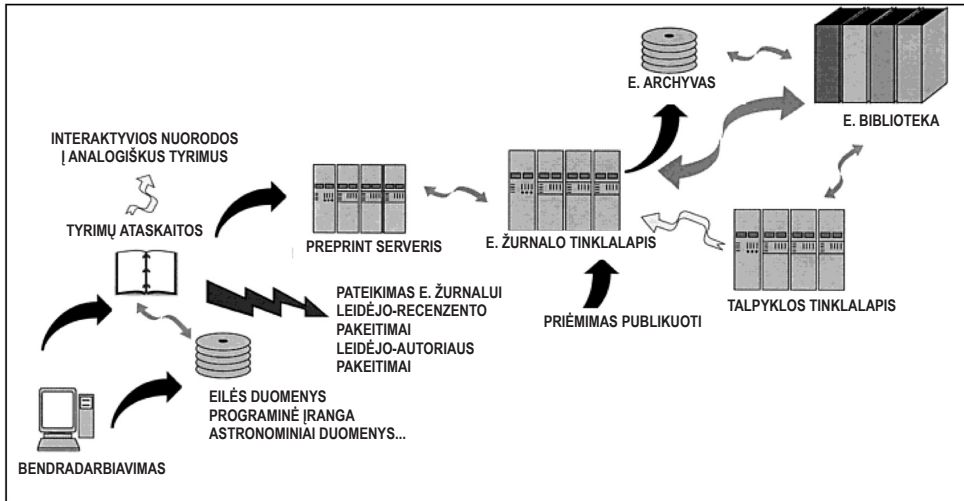 E. ARCHYVAS
E. BIBLIOTEKA
INTERAKTYVIOS NUORODOS
Į ANALOGIŠKUS TYRIMUS
TYRIMŲ ATASKAITOS
PREPRINT SERVERIS
E. ŽURNALO TINKLALAPIS
TALPYKLOS TINKLALAPIS
PATEIKIMAS E. ŽURNALUI
LEIDĖJO-RECENZENTO
PAKEITIMAI
LEIDĖJO-AUTORIAUS
PAKEITIMAI
PRIĖMIMAS PUBLIKUOTI
EILĖS DUOMENYS
PROGRAMINĖ ĮRANGA
ASTRONOMINIAI DUOMENYS...
BENDRADARBIAVIMAS